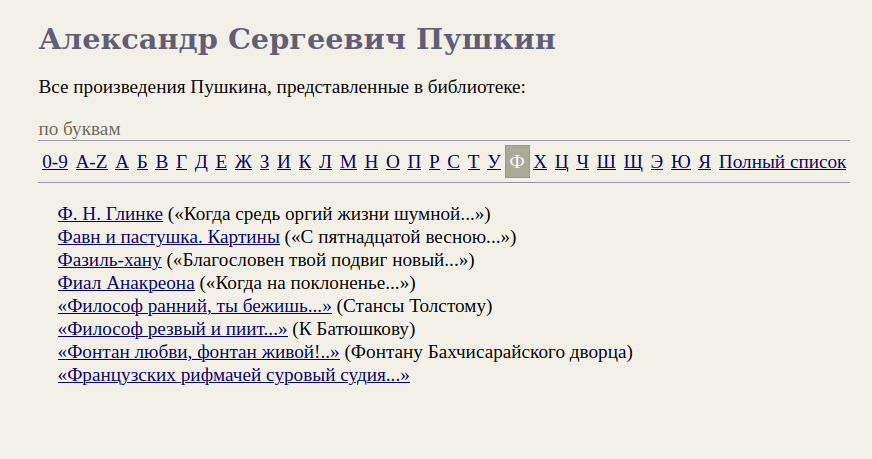 Александр Сергеевич Пушкин
Все произведения Пушкина, представленные в библиотеке:
по буквам
0-9 A-Z А Б В Г Д Е Ж З И К Л М Н О П Р С Т У Ф Х Ц Ч Ш Щ Э Ю Я Полный список
Ф. Н. Глинке («Когда средь оргий жизни шумной...»)
Фавн и пастушка. Картины («С пятнадцатой весною...»)
Фазиль-хану («Благословен твой подвиг новый...»)
Фиал Анакреона («Когда на поклоненье...»)
«Философ ранний, ты бежишь...» (Стансы Толстому)
«Философ резвый и пиит...» (К Батюшкову)
«Фонтан любви, фонтан живой!..» (Фонтану Бахчисарайского дворца)
«Французских рифмачей суровый судия...»